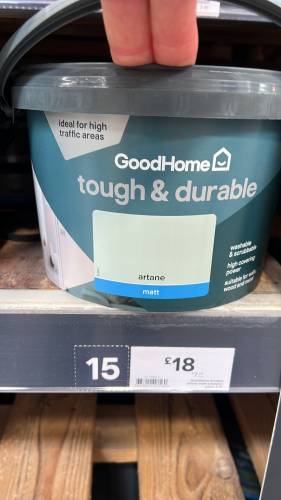 ideal for high
traffic areas
GoodHome
tough & durable
washable
& scrubbable
high covering
power
suitable for walls,
wood and metal
artane
matt
15
£18